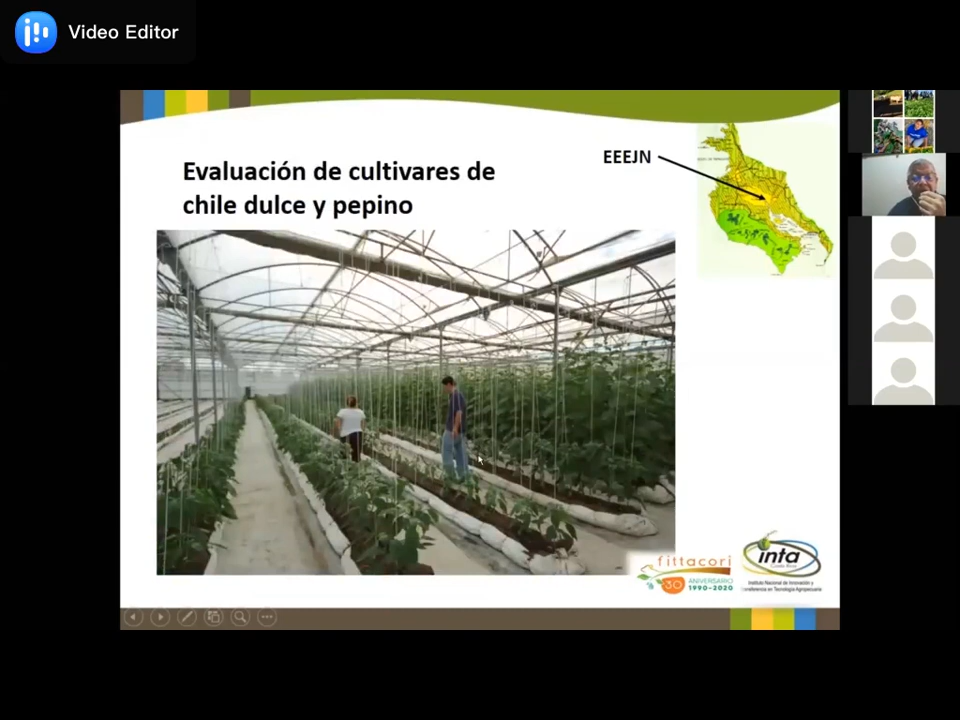 Video Editor
Evaluación de cultivares de
chile dulce y pepino
EEEJN
fittacori
30 ANIVERSARIO
1990-2020
inta
Costa Rica
Instituto Nacional de Innovación y
Transferencia en Tecnología Agropecuaria